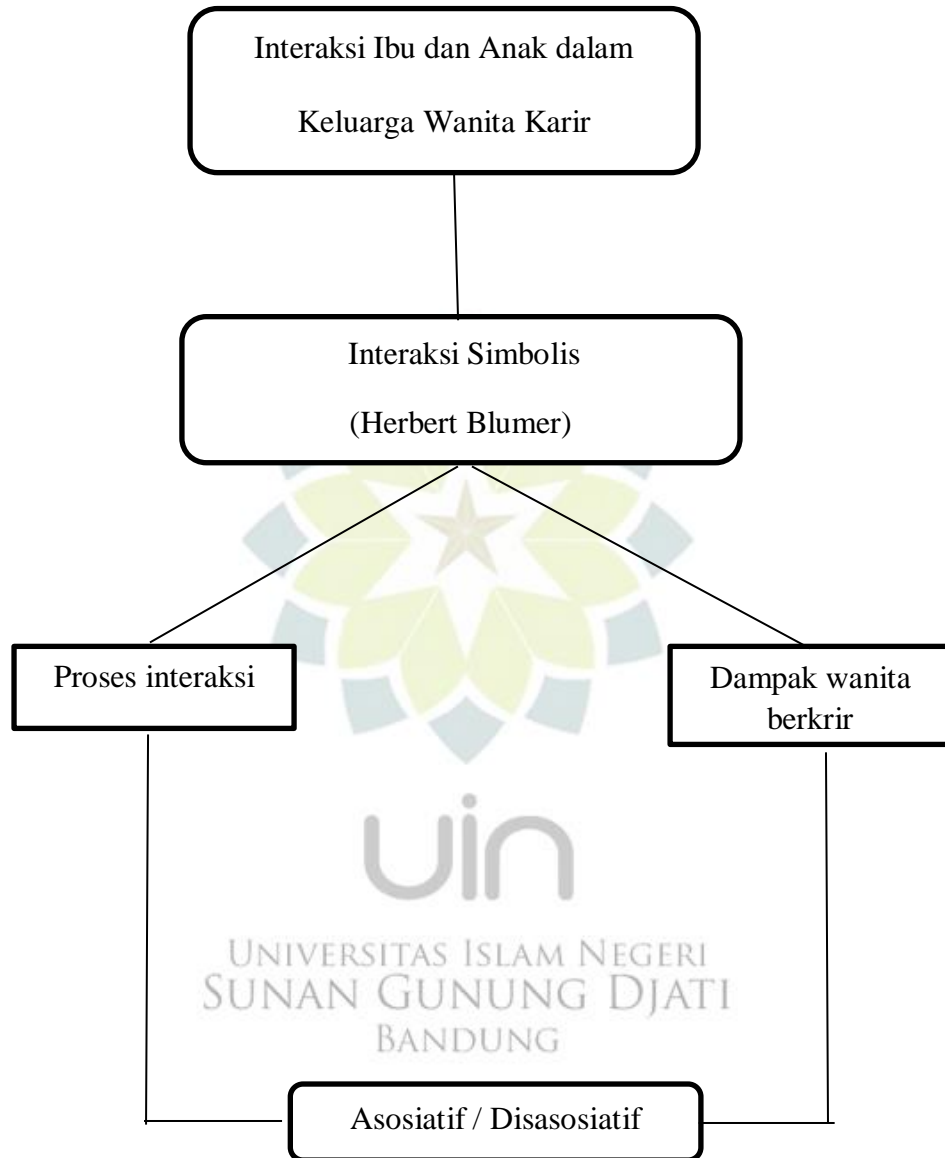 Interaksi Ibu dan Anak dalam
Keluarga Wanita Karir
Interaksi Simbolis
(Herbert Blumer)
Proses interaksi
Dampak wanita
berkrir
uin
UNIVERSITAS ISLAM NEGERI
SUNAN GUNUNG DJATI
BANDUNG
Asosiatif / Disasosiatif